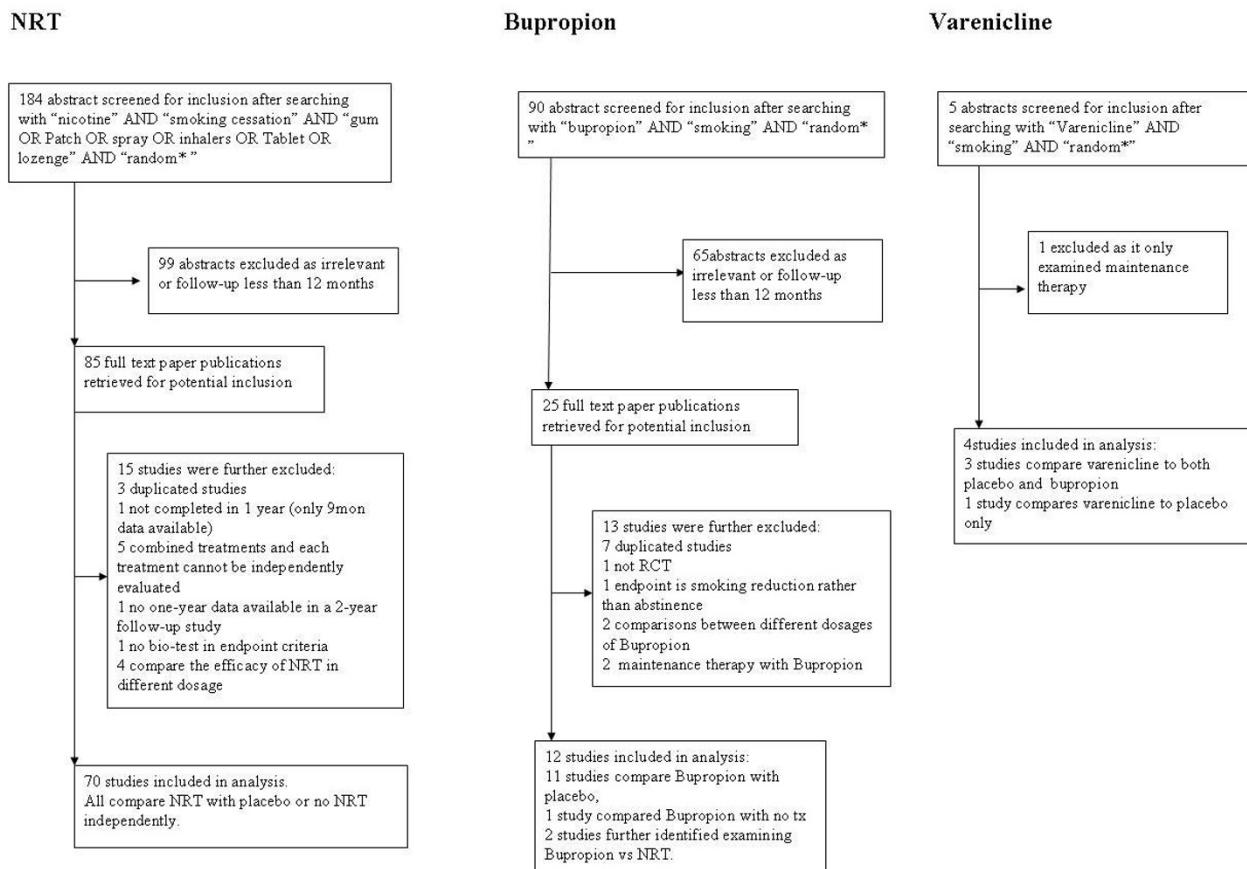 NRT
184 abstract screened for inclusion after searching
with “nicotine” AND “smoking cessation” AND “gum
OR Patch OR spray OR inhalers OR Tablet OR
lozenge” AND “random* ”
99 abstracts excluded as irrelevant
or follow-up less than 12 months
85 full text paper publications
retrieved for potential inclusion
15 studies were further excluded:
3 duplicated studies
1 not completed in 1 year (only 9mon
data available)
5 combined treatments and each
treatment cannot be independently
evaluated
1 no one-year data available in a 2-year
follow-up study
1 no bio-test in endpoint criteria
4 compare the efficacy of NRT in
different dosage
70 studies included in analysis.
All compare NRT with placebo or no NRT
independently.
Bupropion
90 abstract screened for inclusion after searching
with “bupropion” AND “smoking” AND “random*
”
65abstracts excluded as
irrelevant or follow-up
less than 12 months
25 full text paper publications
retrieved for potential inclusion
13 studies were further excluded:
7 duplicated studies
1 not RCT
1 endpoint is smoking reduction rather
than abstinence
2 comparisons between different dosages
of Bupropion
2 maintenance therapy with Bupropion
12 studies included in analysis:
11 studies compare Bupropion with
placebo,
1 study compared Bupropion with no tx
2 studies further identified examining
Bupropion vs NRT.
Varenicline
5 abstracts screened for inclusion after
searching with “Varenicline” AND
“smoking” AND “random*”
1 excluded as it only
examined maintenance
therapy
4studies included in analysis:
3 studies compare varenicline to both
placebo and bupropion
1 study compares varenicline to placebo
only